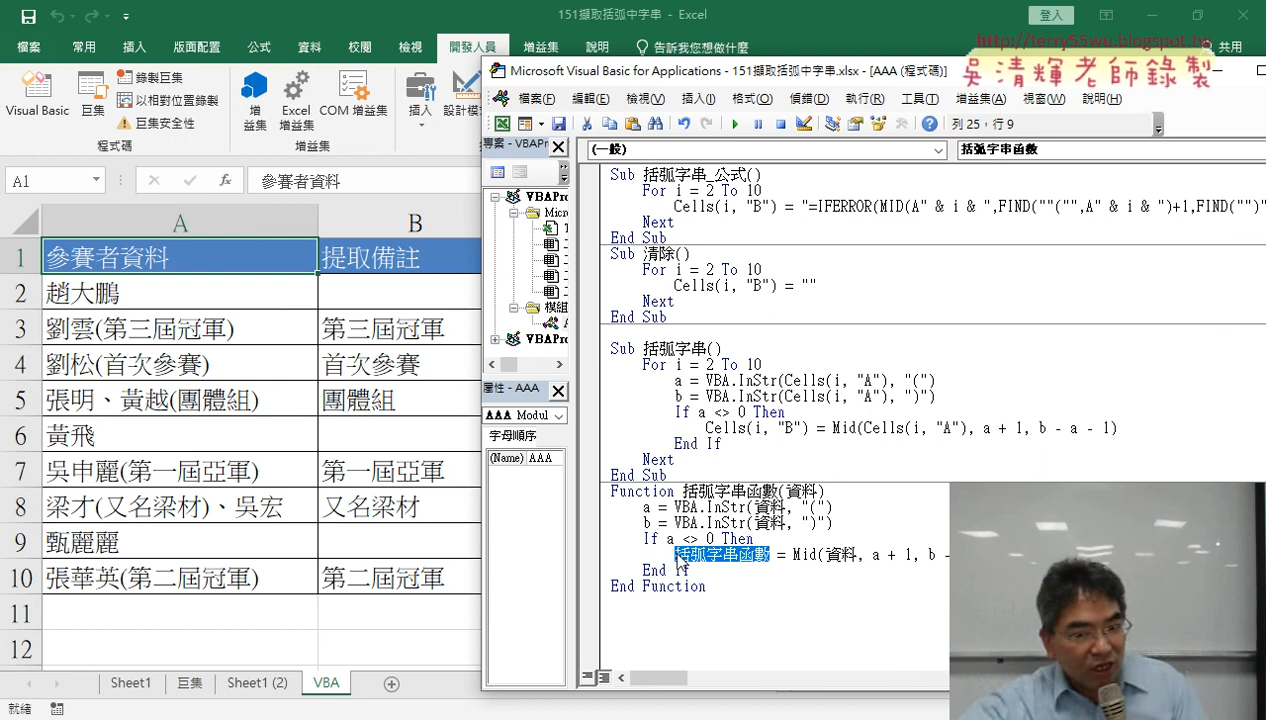 151擷取括弧中字串 - Excel
登入
檔案 常用 插入 版面配置 公式 資料 校閱 檢視 開發人員 增益集 說明 告訴我您想做什麼 共用
http://terry55wu.blogspot.tw
吳清輝老師錄製
Visual Basic 巨集 錄製巨集 以相對位置錄製 巨集安全性 程式碼
增益集 Excel 增益集 COM 增益集 增益集
插入 設計模
A1 fx 參賽者資料
A B
1 參賽者資料 提取備註
2 趙大鵬
3 劉雲(第三屆冠軍) 第三屆冠軍
4 劉松(首次參賽) 首次參賽
5 張明、黃越(團體組) 團體組
6 黃飛
7 吳申麗(第一屆亞軍) 第一屆亞軍
8 梁才(又名梁材)、吳宏 又名梁材
9 甄麗麗
10 張華英(第二屆冠軍) 第二屆冠軍
11
12
Sheet1 巨集 Sheet1 (2) VBA
就緒
Microsoft Visual Basic for Applications - 151擷取括弧中字串.xlsx - [AAA (程式碼)]
檔案(F) 編輯(E) 檢視(V) 插入(I) 格式(O) 偵錯(D) 執行(R) 工具(T) 增益集(A) 視窗(W) 說明(H)
列 25，行 9
專案 - VBAPr
VBAPro
Micro
模組
VBAPro
屬性 - AAA
AAA Modul
字母順序
(Name) AAA
(一般) 括弧字串函數
Sub 括弧字串_公式()
For i = 2 To 10
Cells(i, "B") = "=IFERROR(MID(A" & i & ",FIND(""("",A" & i & ")+1,FIND("")"
Next
End Sub
Sub 清除()
For i = 2 To 10
Cells(i, "B") = ""
Next
End Sub
Sub 括弧字串()
For i = 2 To 10
a = VBA.InStr(Cells(i, "A"), "(")
b = VBA.InStr(Cells(i, "A"), ")")
If a <> 0 Then
Cells(i, "B") = Mid(Cells(i, "A"), a + 1, b - a - 1)
End If
Next
End Sub
Function 括弧字串函數(資料)
a = VBA.InStr(資料, "(")
b = VBA.InStr(資料, ")")
If a <> 0 Then
括弧字串函數 = Mid(資料, a + 1, b -
End If
End Function